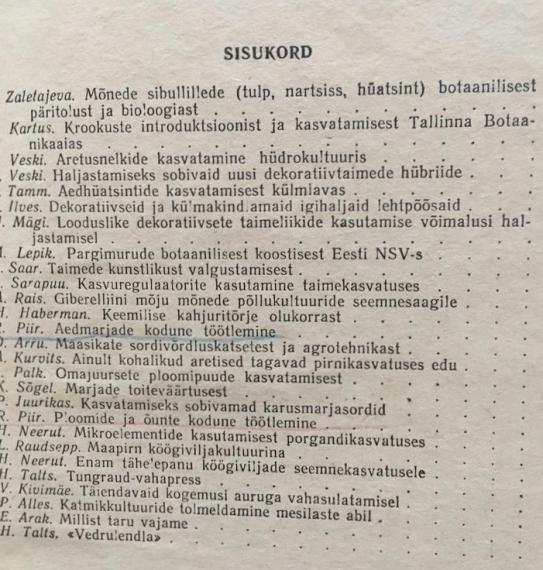 SISUKORD
Zaletajeva. Mõnede sibullillede (tulp, nartsiss, hüatsint) botaanilisest
päritolust ja bioloogiast . . . . . . . .
Kartus. Krookuste introduktsioonist ja kasvatamisest Tallinna Botaa-
nikaaias . . . . . . . . . .
Veski. Aretusnelkide kasvatamine hüdrokultuuris . . . .
. Veski. Haljastamiseks sobivaid uusi dekoratiivtaimede hübriide .
. Tamm. Aedhüatsintide kasvatamisest külmlavas . . . .
. Ilves. Dekoratiivseid ja külmakindlamaid igihaljaid lehtpõõsaid . .
. Mägi. Looduslike dekoratiivsete taimeliikide kasutamise võimalusi hal-
jastamisel . . . . . . . . . .
. Lepik. Pargimurude botaanilisest koostisest Eesti NSV-s . .
. Saar. Taimede kunstlikust valgustamisest . . . . .
. Sarapuu. Kasvuregulaatorite kasutamine taimekasvatuses . .
. Rais. Giberelliini mõju mõnede põllukultuuride seemnesaagile . .
H. Haberman. Keemilise kahjuritõrje olukorrast . . . .
. Piir. Aedmarjade kodune töötlemine . . . . .
. Arru. Maasikate sordivõrdluskatsetest ja agrotehnikast . . .
. Kurvits. Ainult kohalikud aretised tagavad pirnikasvatuses edu . .
. Palk. Omajuursete ploomipuude kasvatamisest . . . .
K. Sõgel. Marjade toiteväärtusest . . . . . .
P. Juurikas. Kasvatamiseks sobivamad karusmarjasordid . . .
R. Piir. Ploomide ja õunte kodune töötlemine . . . .
H. Neerut. Mikroelementide kasutamisest porgandikasvatuses . .
L. Raudsepp. Maapirn köögiviljakultuurina . . . .
H. Neerut. Enam tähelepanu köögiviljade seemnekasvatusele . .
H. Talts. Tungraud-vahapress . . . . . .
V. Kivimäe. Täiendavaid kogemusi auruga vahasulatamisel . .
P. Alles. Katmikkultuuride tolmeldamine mesilaste abil . . .
E. Arak. Millist taru vajame . . . . . .
H. Talts. «Vedrulendla» . . . . . .